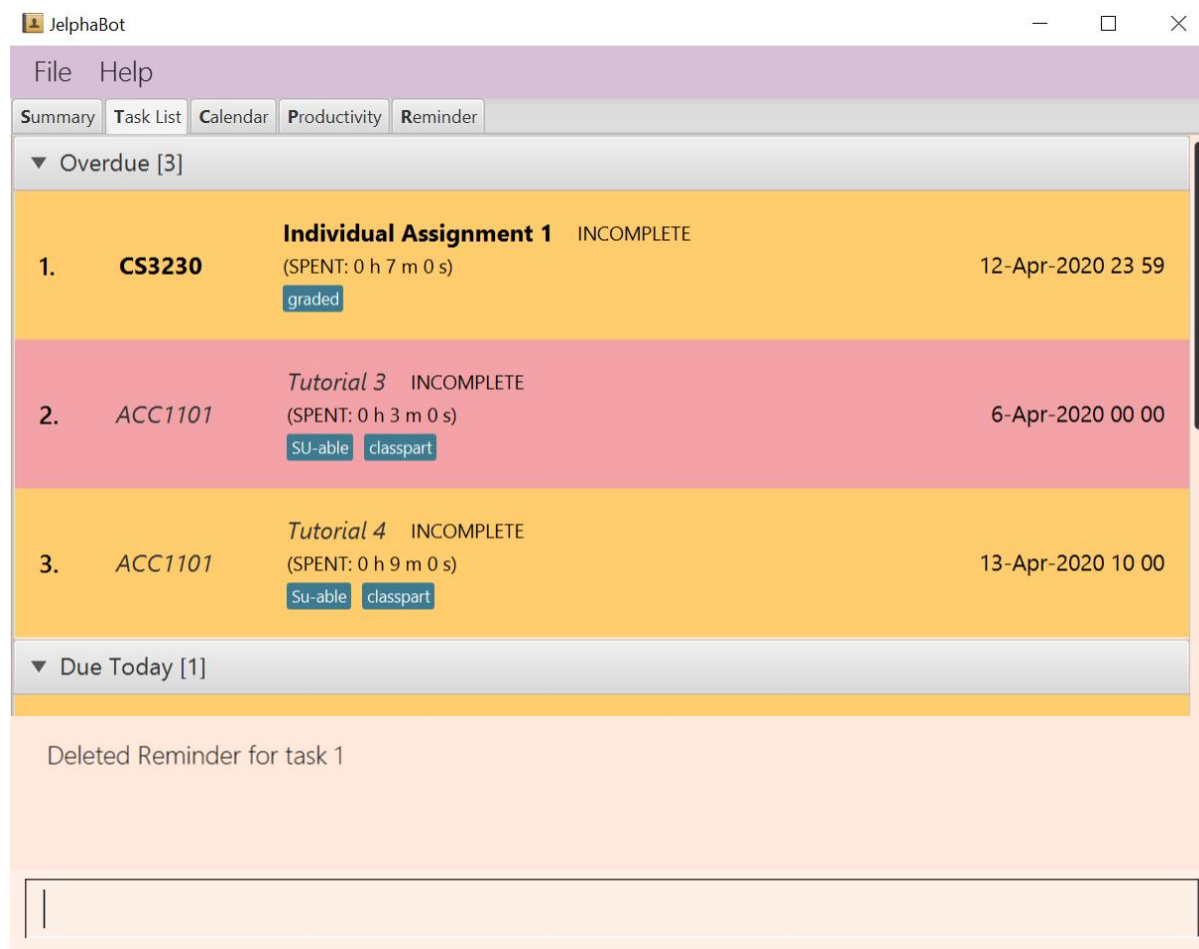 JelphaBot
File Help
Summary Task List Calendar Productivity Reminder
Overdue [3]
Individual Assignment 1 INCOMPLETE
1. CS3230 (SPENT: 0 h 7 m 0 s) 12-Apr-2020 23 59
graded
Tutorial 3 INCOMPLETE
2. ACC1101 (SPENT: 0 h 3 m 0 s) 6-Apr-2020 00 00
SU-able classpart
Tutorial 4 INCOMPLETE
3. ACC1101 (SPENT: 0 h 9 m 0 s) 13-Apr-2020 10 00
Su-able classpart
Due Today [1]
Deleted Reminder for task 1